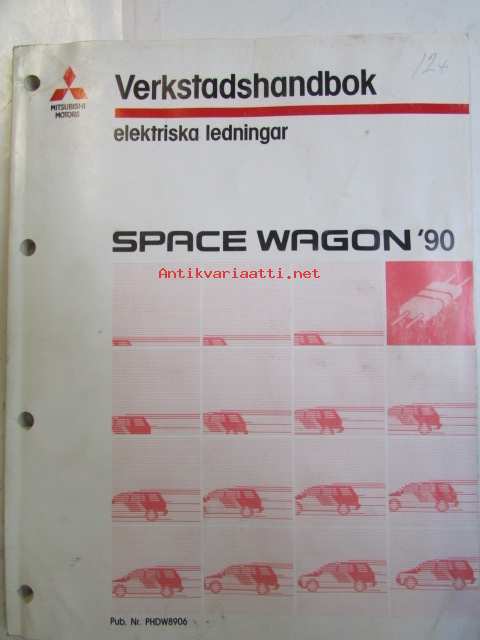 12+
MITSUBISHI
MOTORS
Verkstadshandbok
elektriska ledningar
SPACE WAGON '90
Antikvariaatti.net
Pub. Nr. PHDW8906